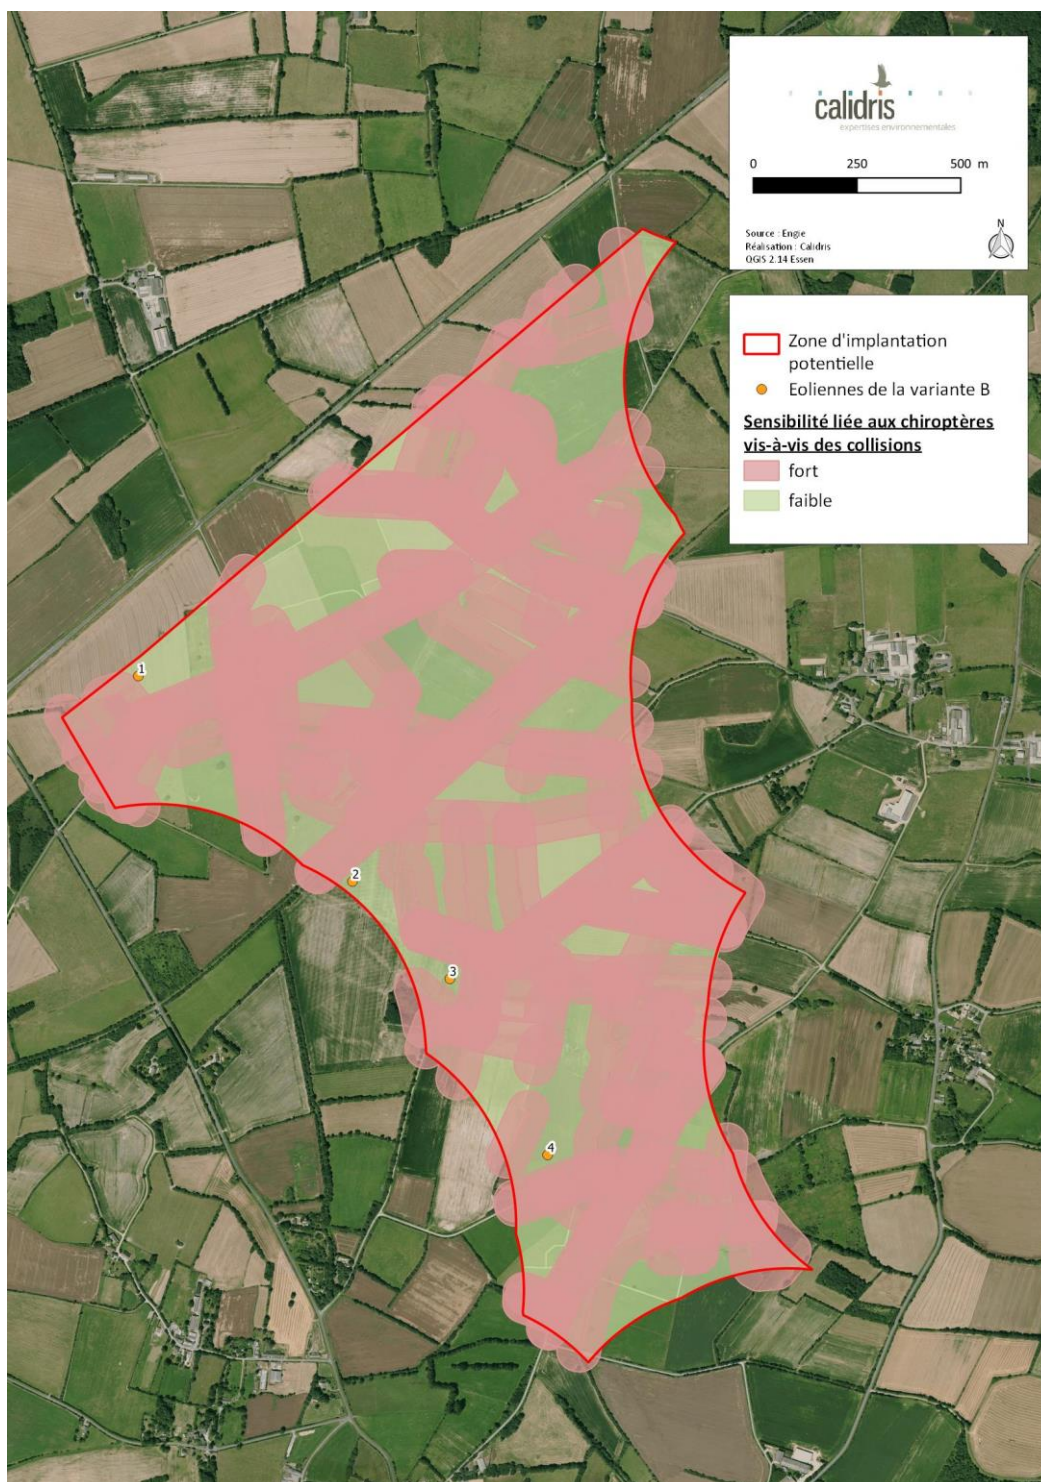 calidris
expertises environnementales
0 250 500 m
Source : Engie
Réalisation : Calidris
QGIS 2.14 Essen
N
Zone d'implantation
potentielle
Eoliennes de la variante B
Sensibilité liée aux chiroptères
vis-à-vis des collisions
fort
faible
1
2
3
4